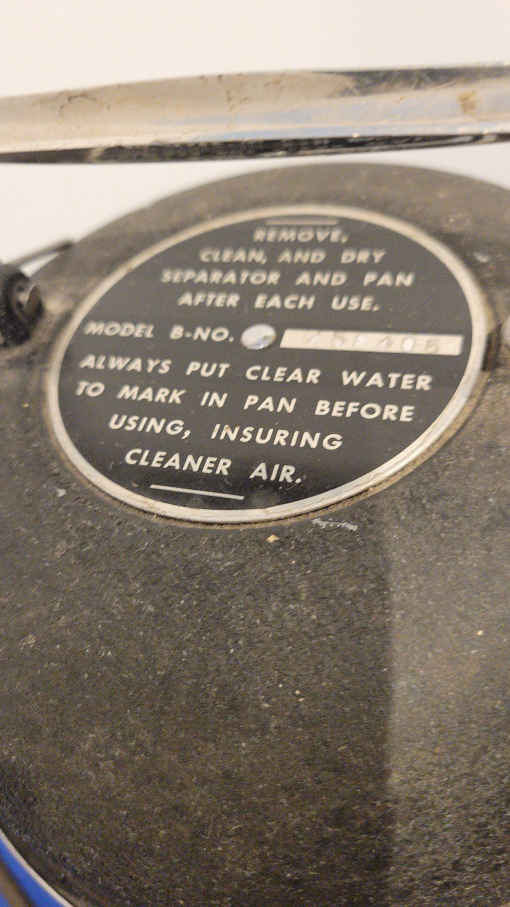 REMOVE,
CLEAN, AND DRY
SEPARATOR AND PAN
AFTER EACH USE.
MODEL B-NO.
ALWAYS PUT CLEAR WATER
TO MARK IN PAN BEFORE
USING, INSURING
CLEANER AIR.